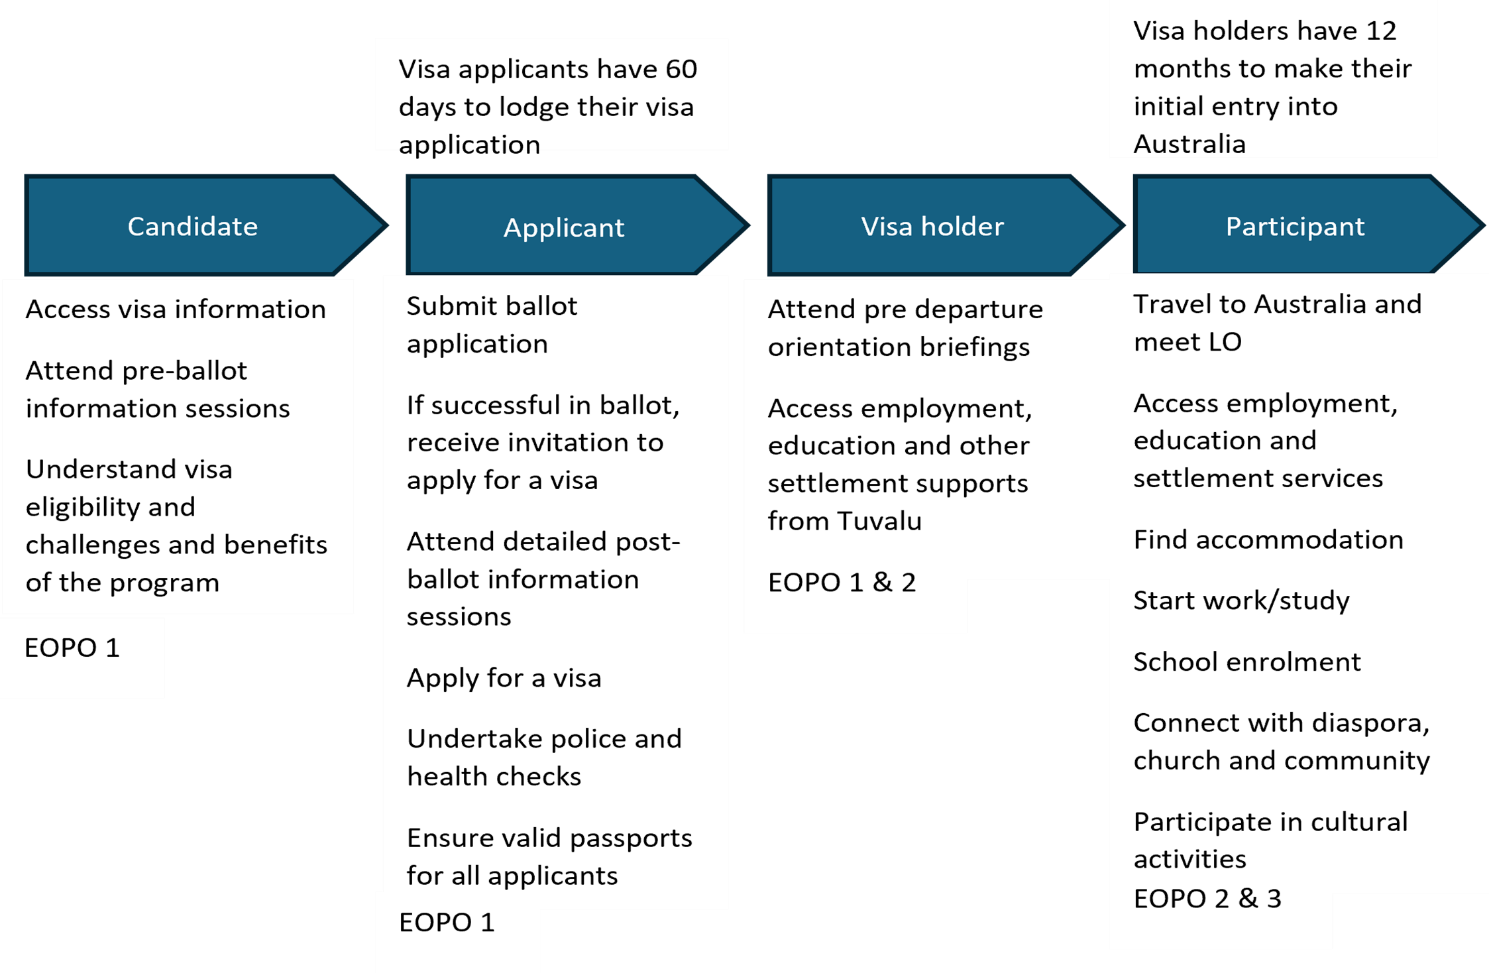 Visa applicants have 60
days to lodge their visa
application
Visa holders have 12
months to make their
initial entry into
Australia
Candidate
Applicant
Visa holder
Participant
Access visa information
Attend pre-ballot
information sessions
Understand visa
eligibility and
challenges and benefits
of the program
EOPO 1
Submit ballot
application
If successful in ballot,
receive invitation to
apply for a visa
Attend detailed post-
ballot information
sessions
Apply for a visa
Undertake police and
health checks
Ensure valid passports
for all applicants
EOPO 1
Attend pre departure
orientation briefings
Access employment,
education and other
settlement supports
from Tuvalu
EOPO 1 & 2
Travel to Australia and
meet LO
Access employment,
education and
settlement services
Find accommodation
Start work/study
School enrolment
Connect with diaspora,
church and community
Participate in cultural
activities
EOPO 2 & 3